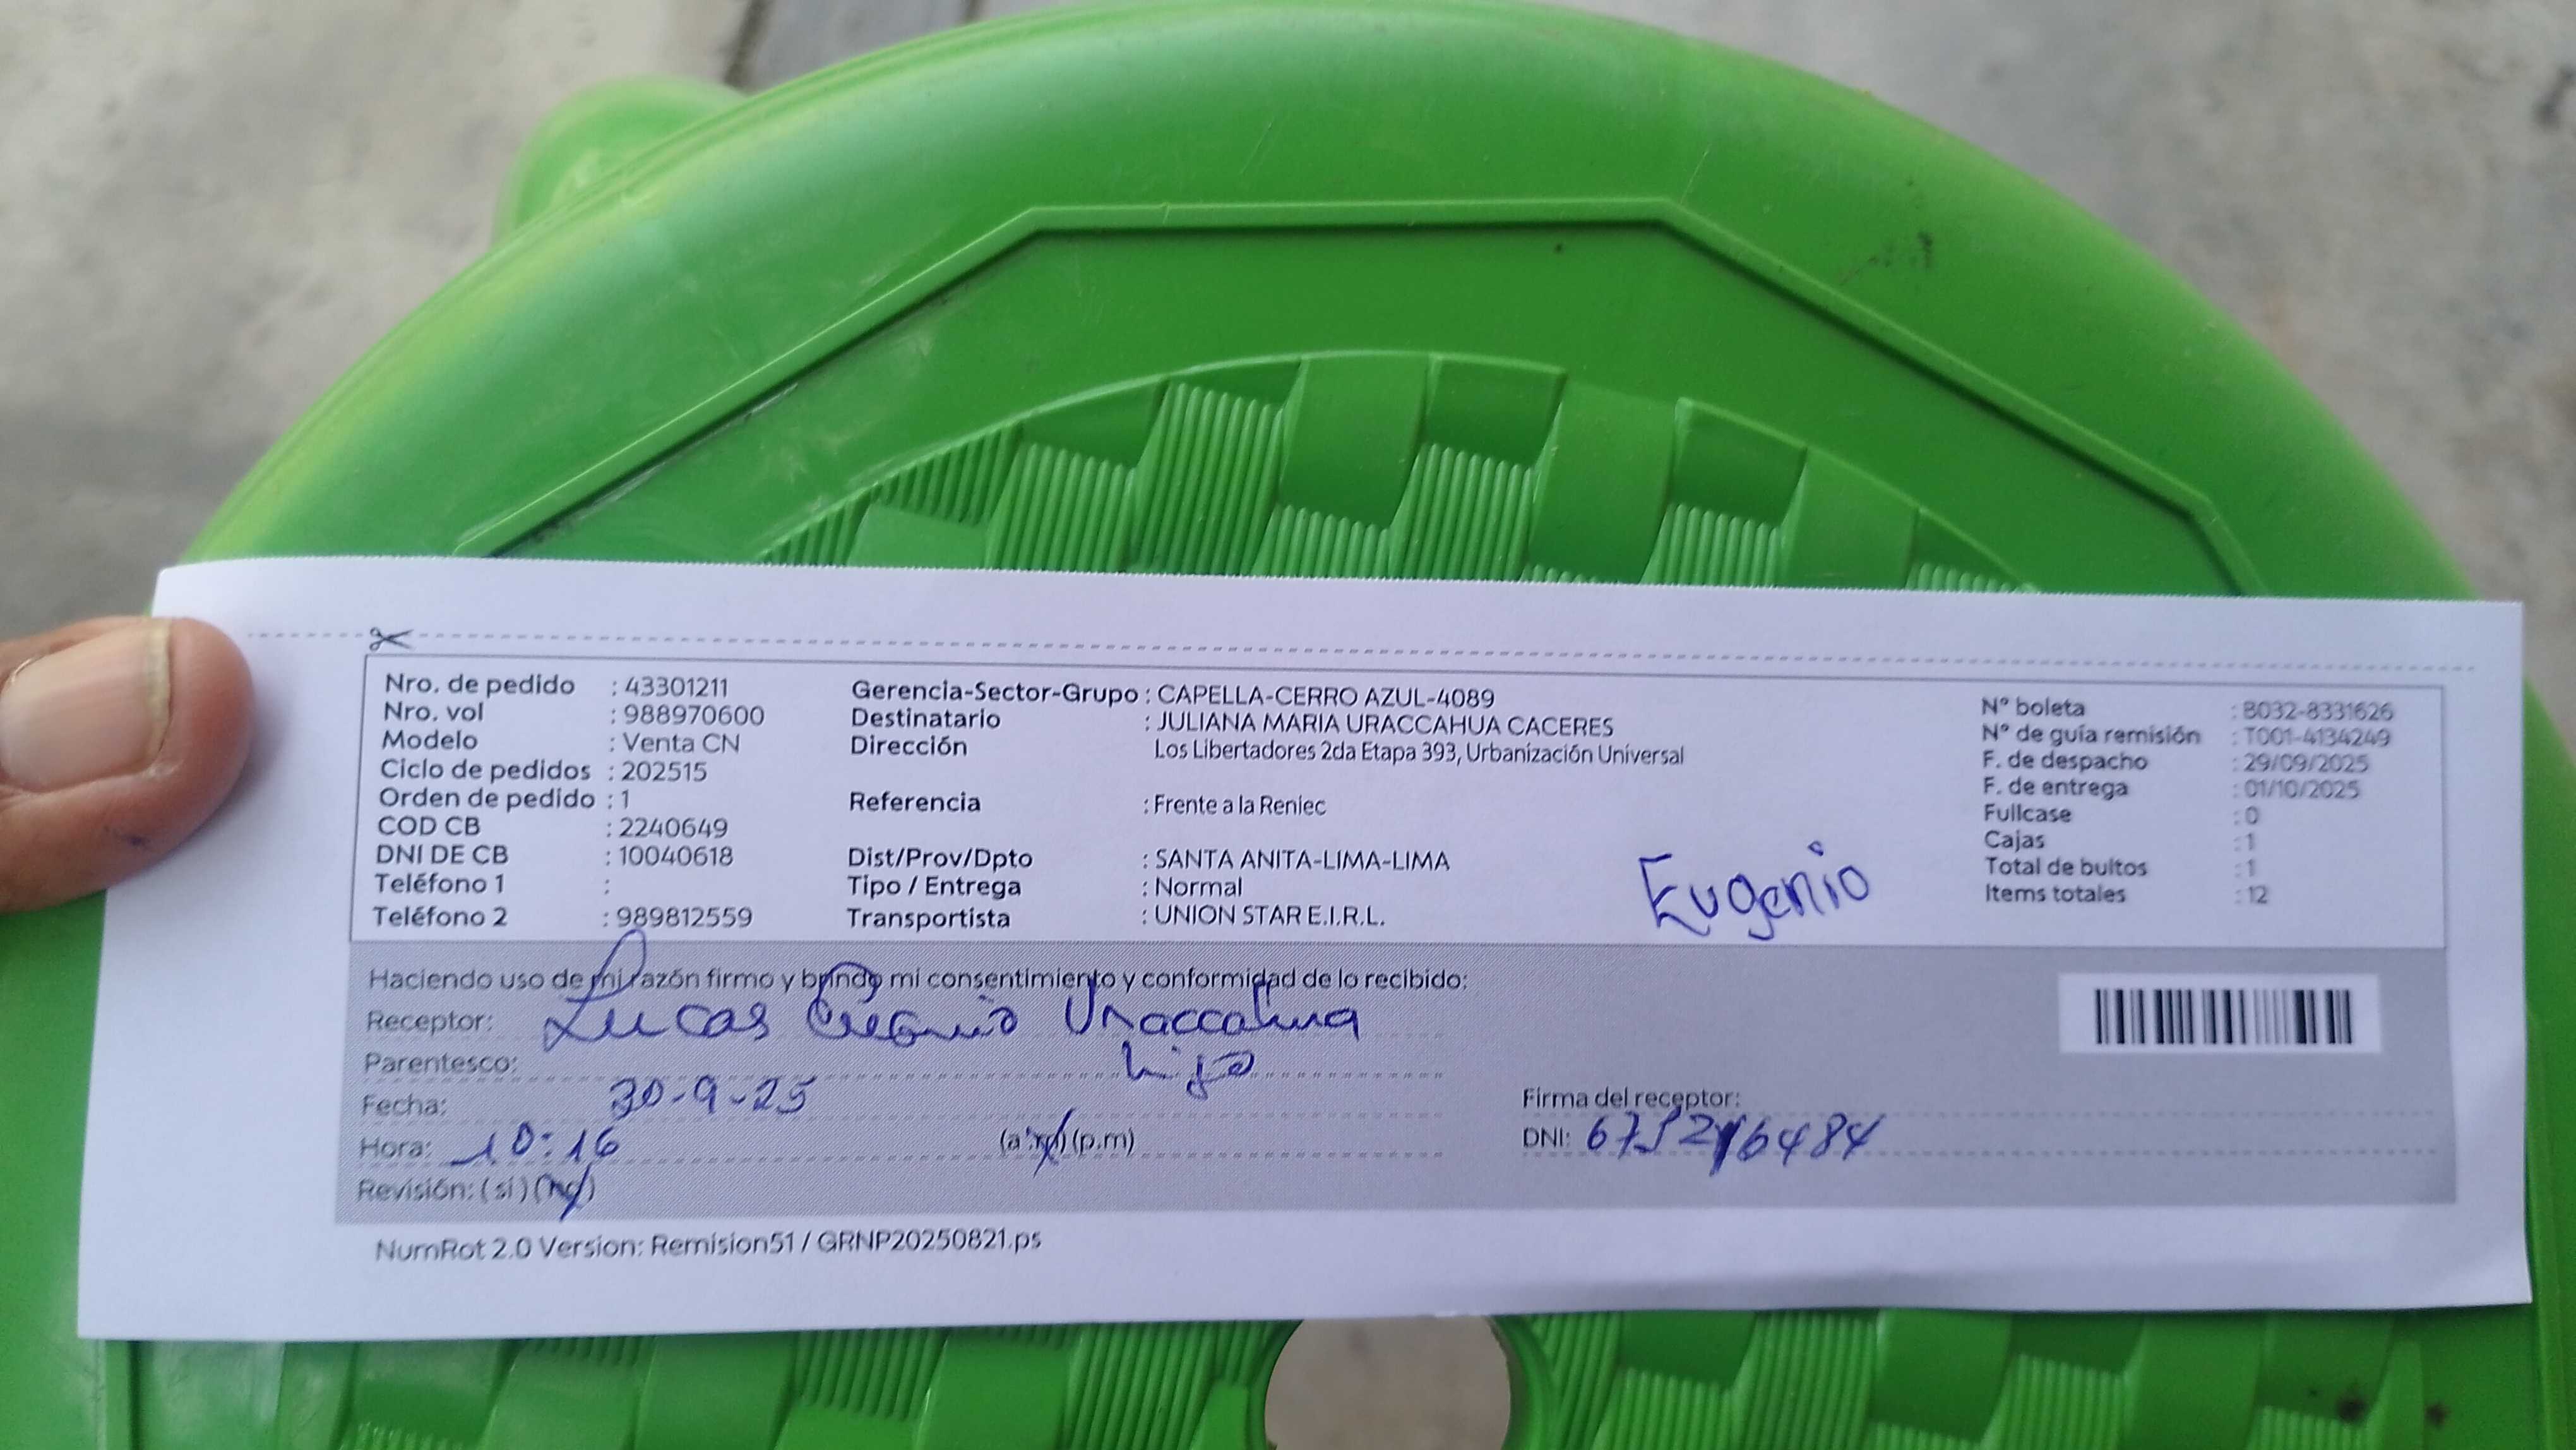 Nro. de pedido : 43301211
Nro. vol : 988970600
Modelo : Venta CN
Ciclo de pedidos : 202515
Orden de pedido : 1
COD CB : 2240649
DNI DE CB : 10040618
Teléfono 1 :
Teléfono 2 : 989812559
Gerencia-Sector-Grupo : CAPELLA-CERRO AZUL-4089
Destinatario : JULIANA MARIA URACCAHUA CACERES
Dirección Los Libertadores 2da Etapa 393, Urbanización Universal
Referencia : Frente a la Reniec
Dist/Prov/Dpto : SANTA ANITA-LIMA-LIMA
Tipo / Entrega : Normal
Transportista : UNION STAR E.I.R.L.
Eugenio
N° boleta : B032-8331626
N° de guía remisión : T001-4134249
F. de despacho : 29/09/2025
F. de entrega : 01/10/2025
Fullcase : 0
Cajas : 1
Total de bultos : 1
Items totales : 12
Haciendo uso de mi razón firmo y brindo mi consentimiento y conformidad de lo recibido:
Receptor: Lucas Uraccahua
Parentesco: hijo
Fecha: 30-9-25
Hora: 10:16 (a.m) (p.m)
Revisión: (si) (no)
Firma del receptor:
DNI:
NumRot 2.0 Version: Remision51 / GRNP20250821.ps